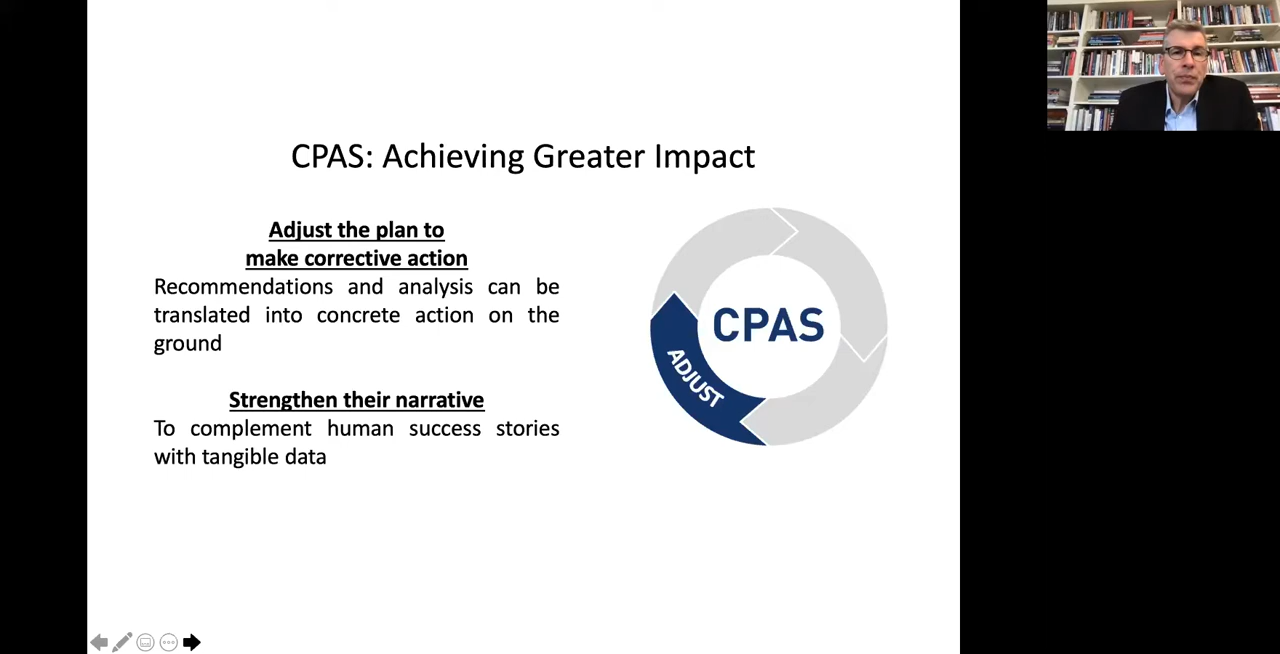 CPAS: Achieving Greater Impact
Adjust the plan to
make corrective action
Recommendations and analysis can be
translated into concrete action on the
ground
Strengthen their narrative
To complement human success stories
with tangible data
CPAS
ADJUST